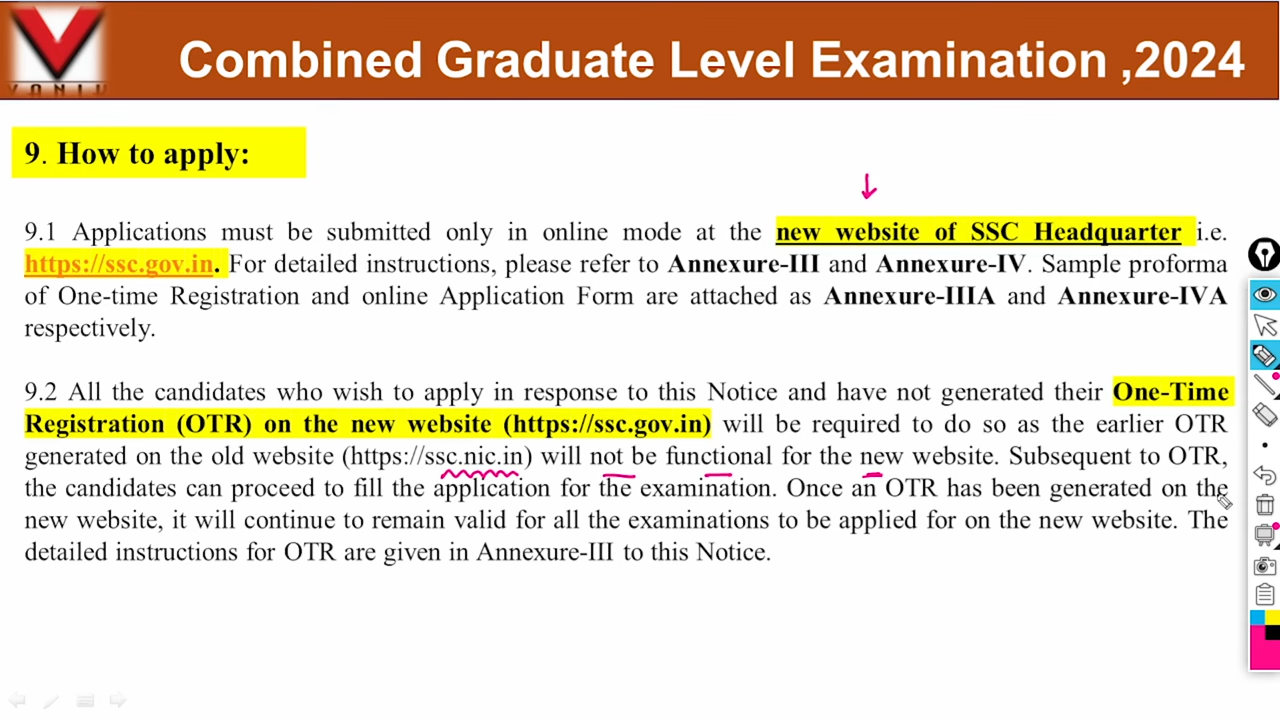 VANIJ
Combined Graduate Level Examination ,2024
9. How to apply:
9.1 Applications must be submitted only in online mode at the new website of SSC Headquarter i.e.
https://ssc.gov.in. For detailed instructions, please refer to Annexure-III and Annexure-IV. Sample proforma
of One-time Registration and online Application Form are attached as Annexure-IIIA and Annexure-IVA
respectively.
9.2 All the candidates who wish to apply in response to this Notice and have not generated their One-Time
Registration (OTR) on the new website (https://ssc.gov.in) will be required to do so as the earlier OTR
generated on the old website (https://ssc.nic.in) will not be functional for the new website. Subsequent to OTR,
the candidates can proceed to fill the application for the examination. Once an OTR has been generated on the
new website, it will continue to remain valid for all the examinations to be applied for on the new website. The
detailed instructions for OTR are given in Annexure-III to this Notice.